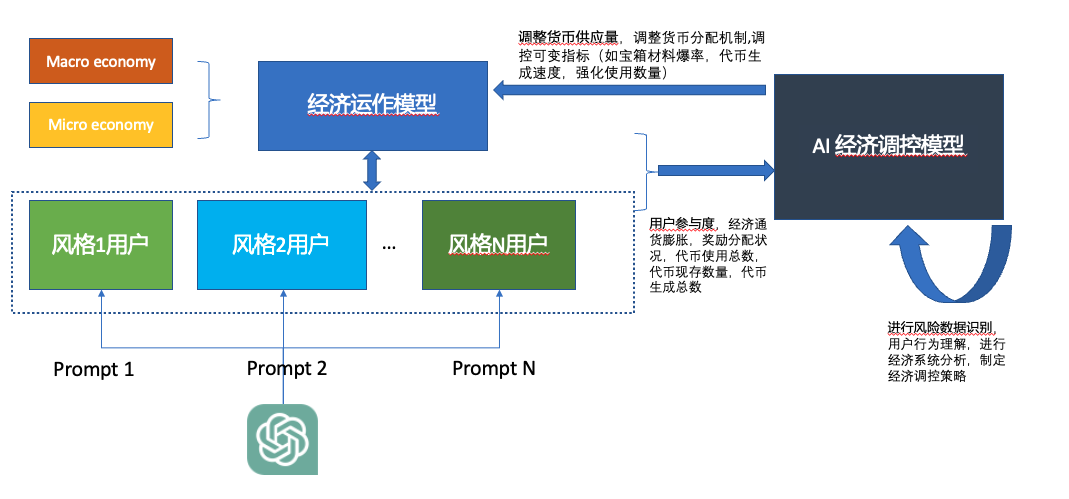 Macro economy
Micro economy
经济运作模型
调整货币供应量，调整货币分配机制,调
控可变指标（如宝箱材料爆率，代币生
成速度，强化使用数量）
AI 经济调控模型
风格1用户
风格2用户
...
风格N用户
用户参与度，经济通
货膨胀，奖励分配状
况，代币使用总数，
代币现存数量，代币
生成总数
进行风险数据识别，
用户行为理解，进行
经济系统分析，制定
经济调控策略
Prompt 1
Prompt 2
Prompt N